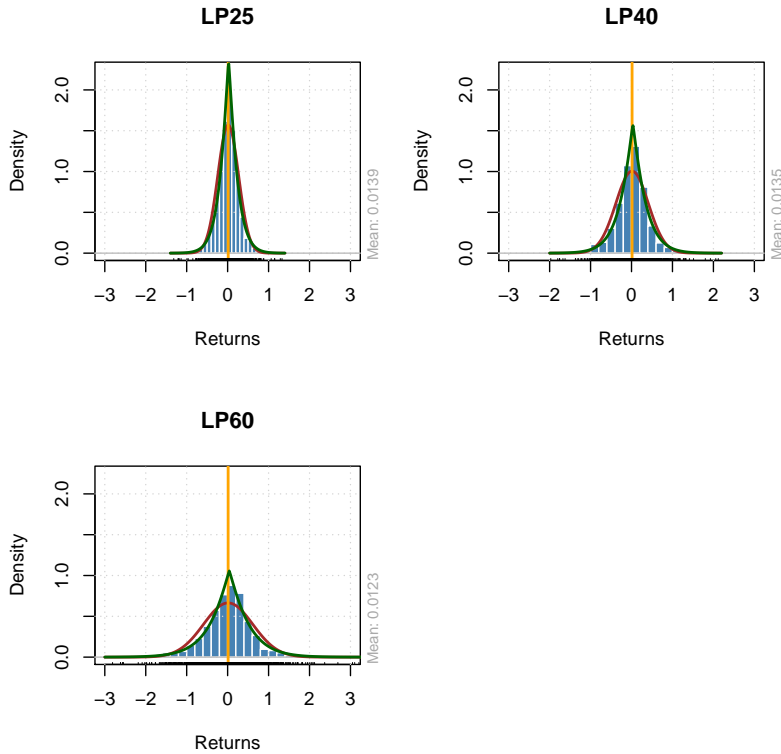 LP25
Density
0.0 1.0 2.0
−3 −2 −1 0 1 2 3
Returns
Mean: 0.0139
LP40
Density
0.0 1.0 2.0
−3 −2 −1 0 1 2 3
Returns
Mean: 0.0135
LP60
Density
0.0 1.0 2.0
−3 −2 −1 0 1 2 3
Returns
Mean: 0.0123